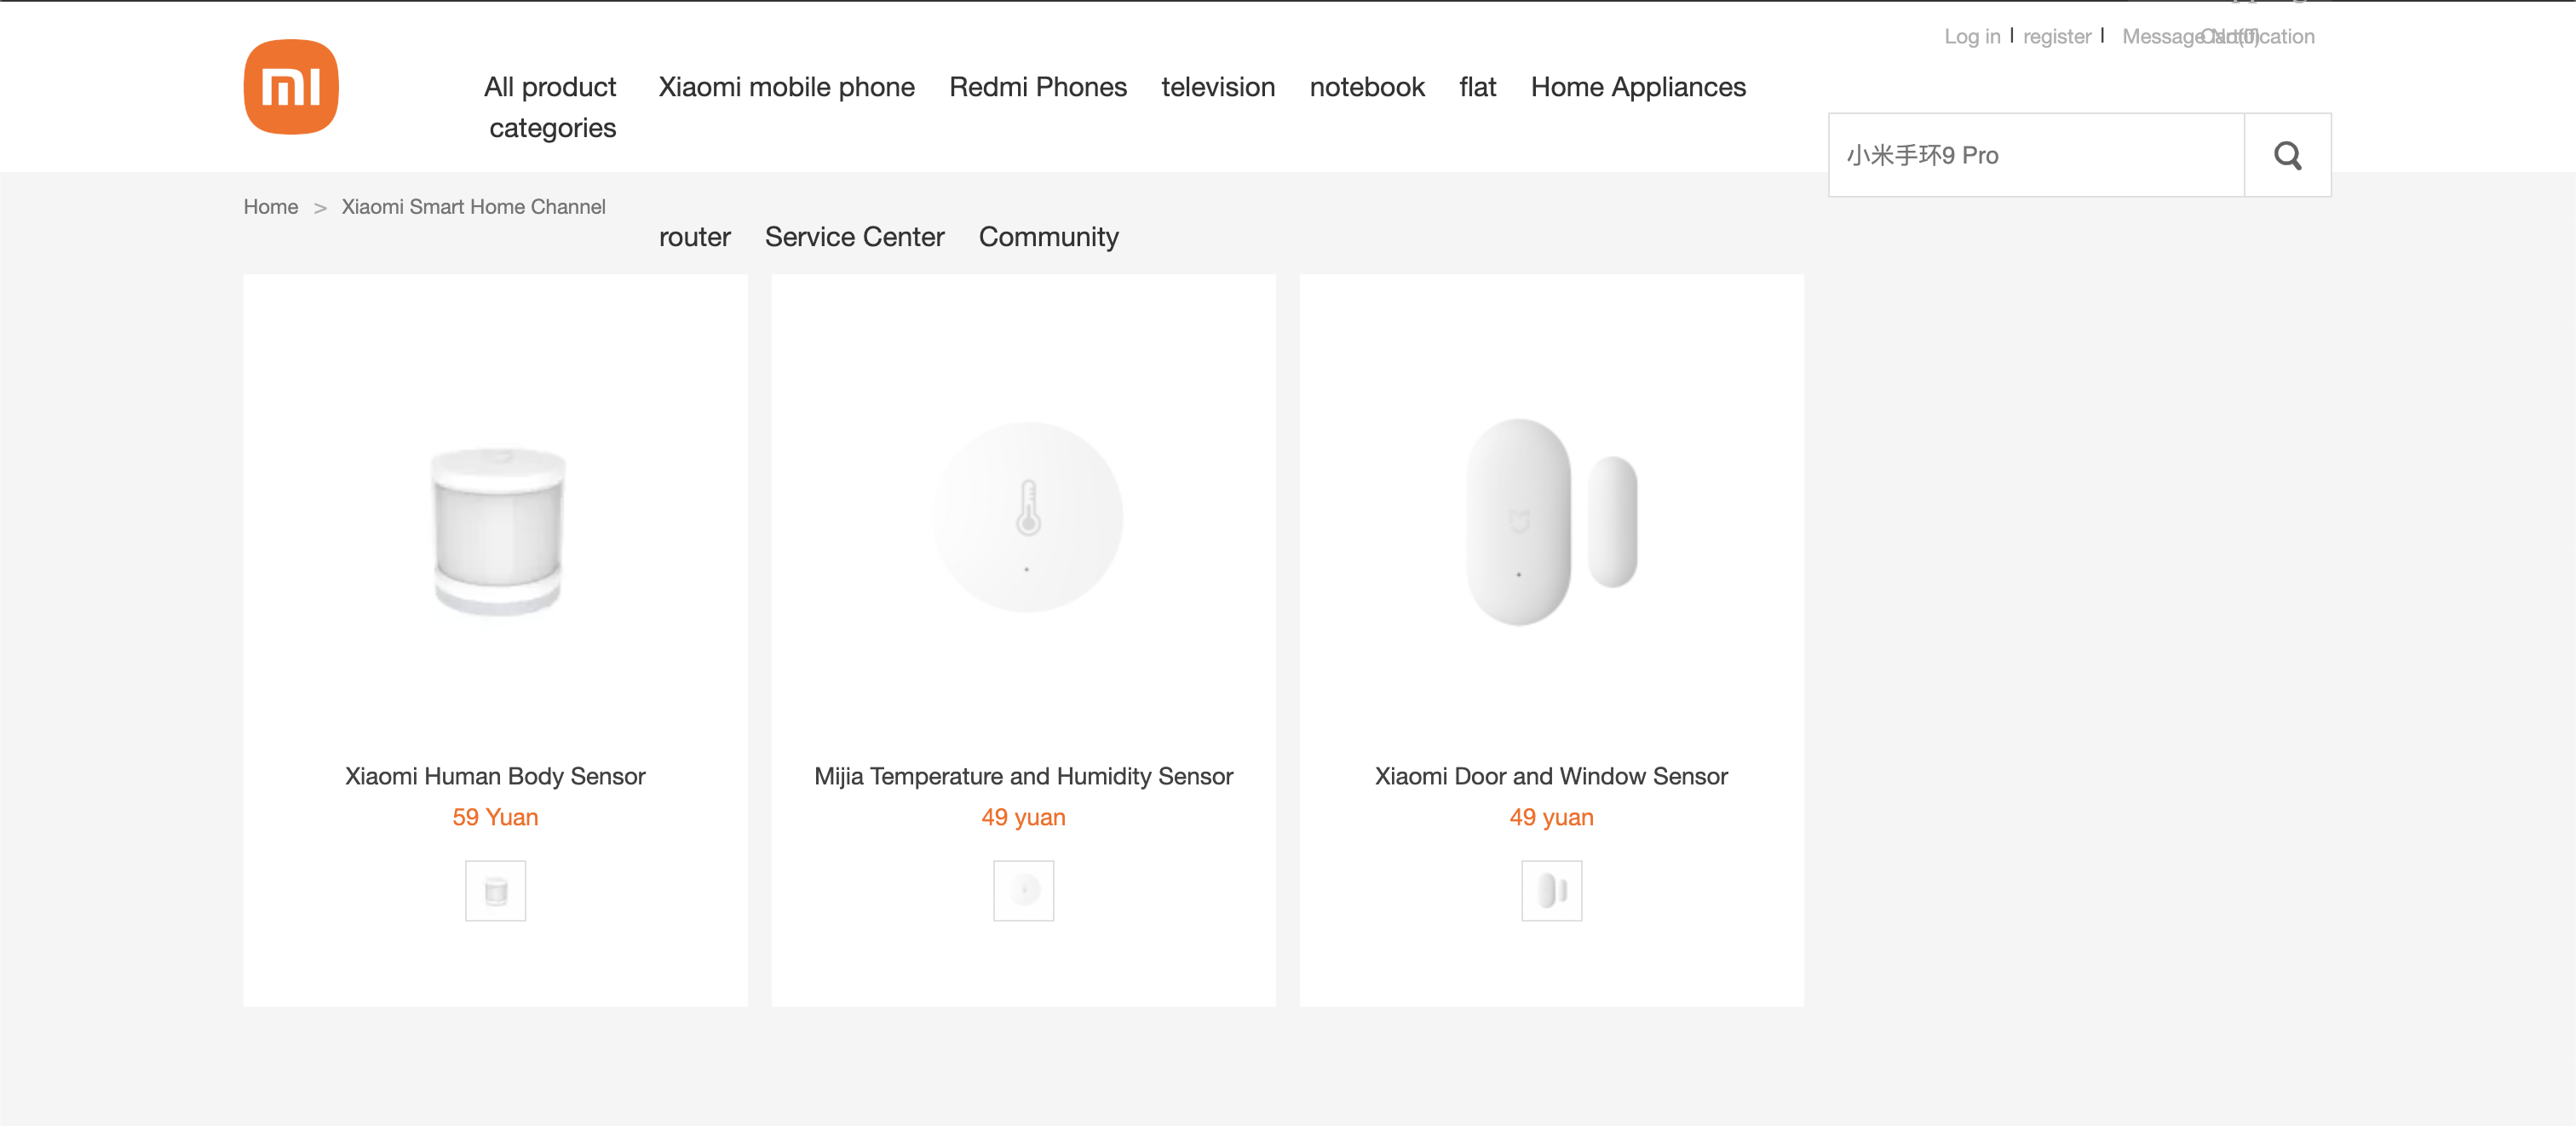 Log in
register
Message Notification
Cart(0)
mi
All product
categories
Xiaomi mobile phone
Redmi Phones
television
notebook
flat
Home Appliances
小米手环9 Pro
Home > Xiaomi Smart Home Channel
router
Service Center
Community
Xiaomi Human Body Sensor
59 Yuan
Mijia Temperature and Humidity Sensor
49 yuan
Xiaomi Door and Window Sensor
49 yuan